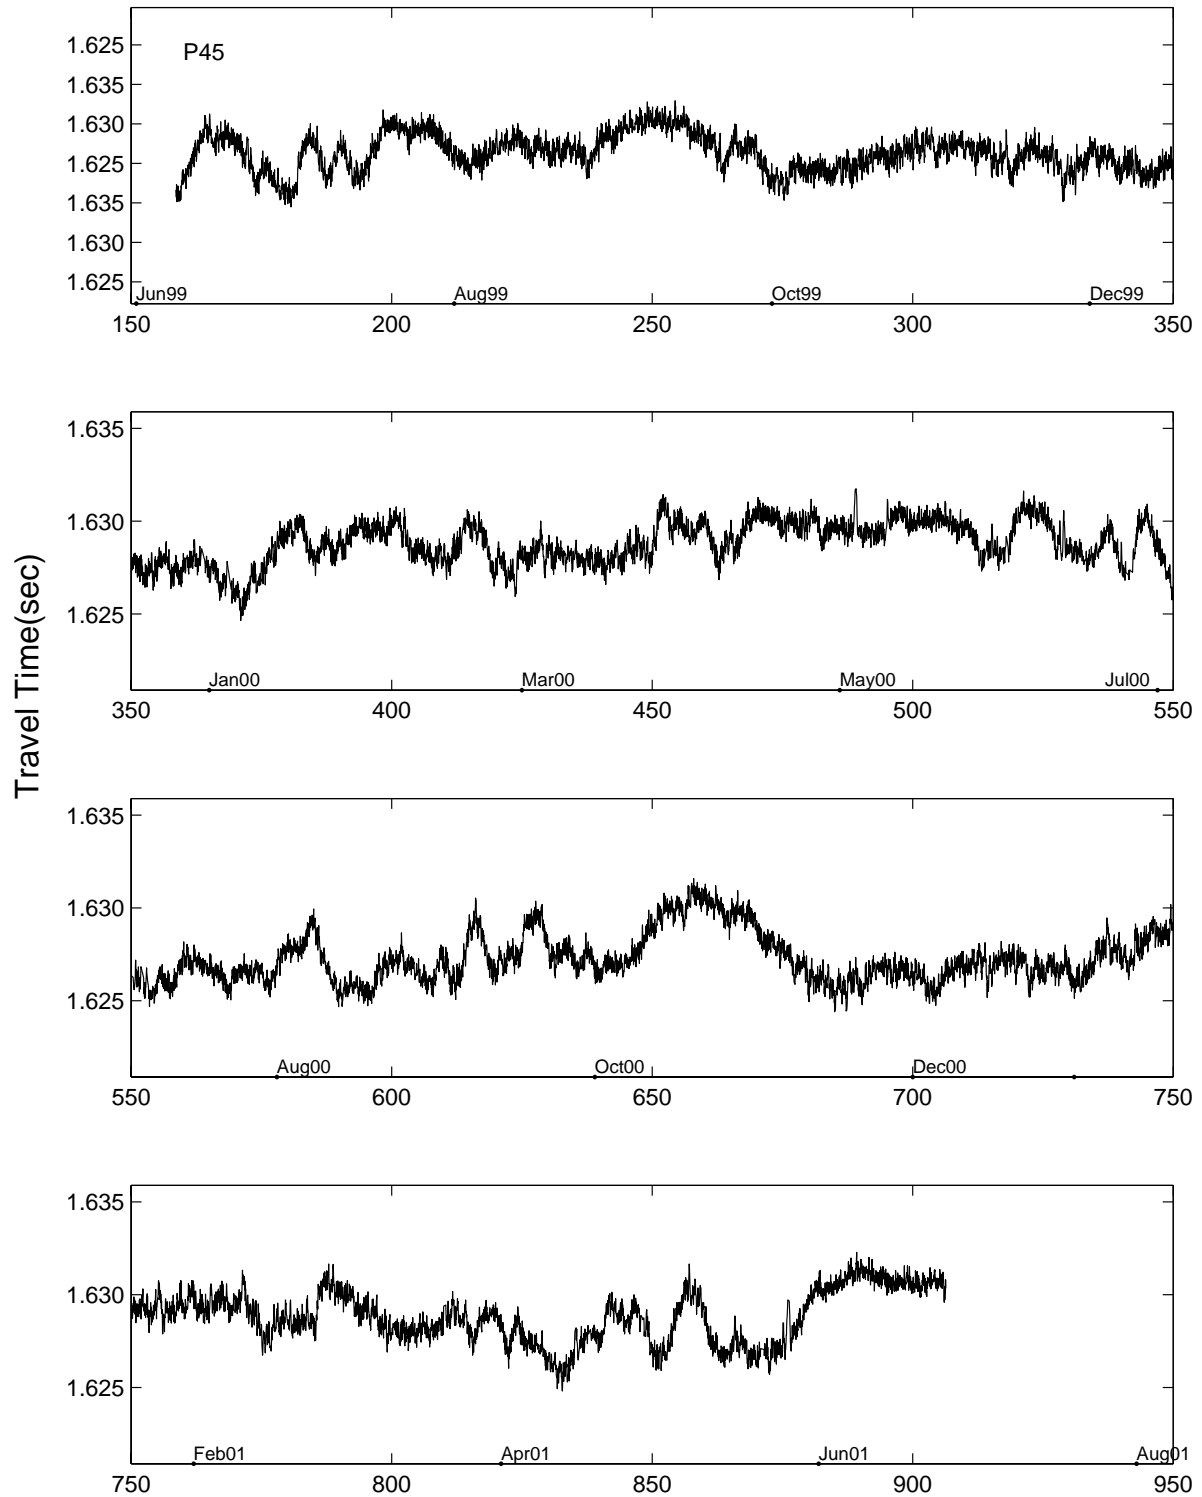 1.625
P45
1.635
1.630
1.625
1.635
1.630
1.625
Jun99 Aug99 Oct99 Dec99
150 200 250 300 350
1.635
1.630
1.625
Jan00 Mar00 May00 Jul00
350 400 450 500 550
Travel Time(sec)
1.635
1.630
1.625
Aug00 Oct00 Dec00
550 600 650 700 750
1.635
1.630
1.625
Feb01 Apr01 Jun01 Aug01
750 800 850 900 950